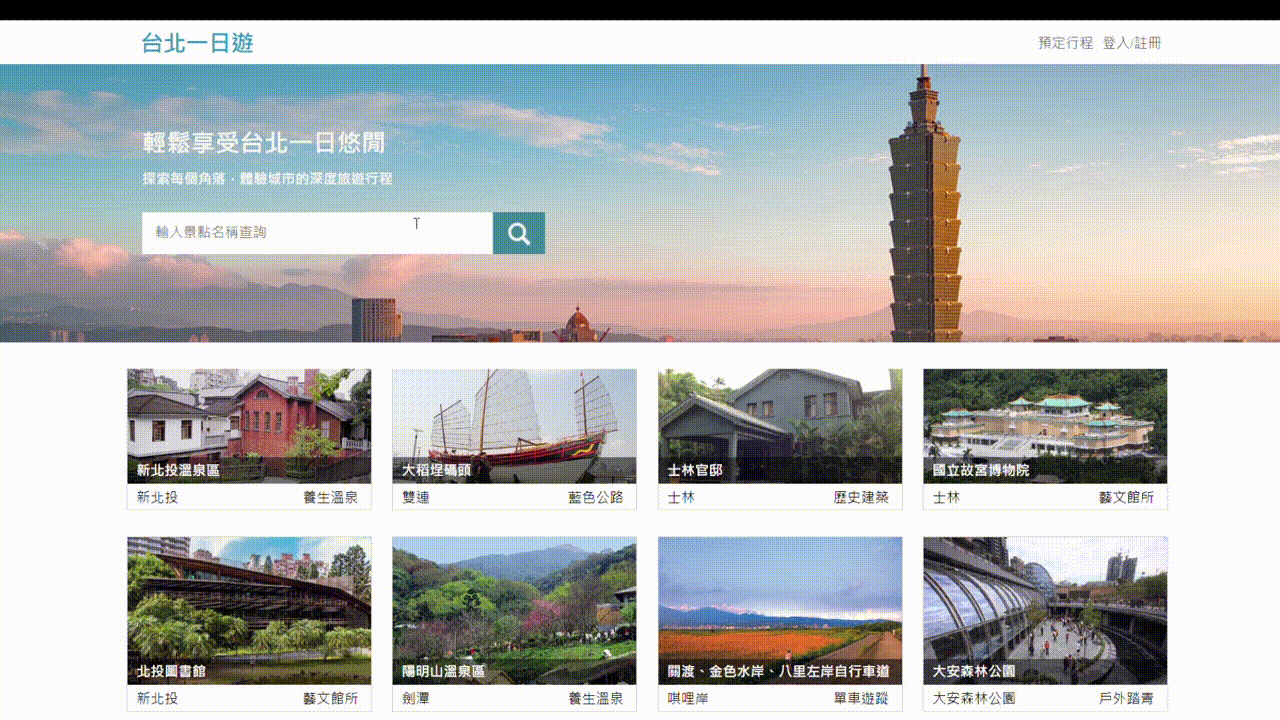 台北一日遊
預定行程 登入/註冊
輕鬆享受台北一日悠閒
探索每個角落，體驗城市的深度旅遊行程
輸入景點名稱查詢
新北投溫泉區
新北投 養生溫泉
大稻埕碼頭
雙連 藍色公路
士林官邸
士林 歷史建築
國立故宮博物院
士林 藝文館所
北投圖書館
新北投 藝文館所
陽明山溫泉區
劍潭 養生溫泉
關渡、金色水岸、八里左岸自行車道
唭哩岸 單車遊蹤
大安森林公園
大安森林公園 戶外踏青